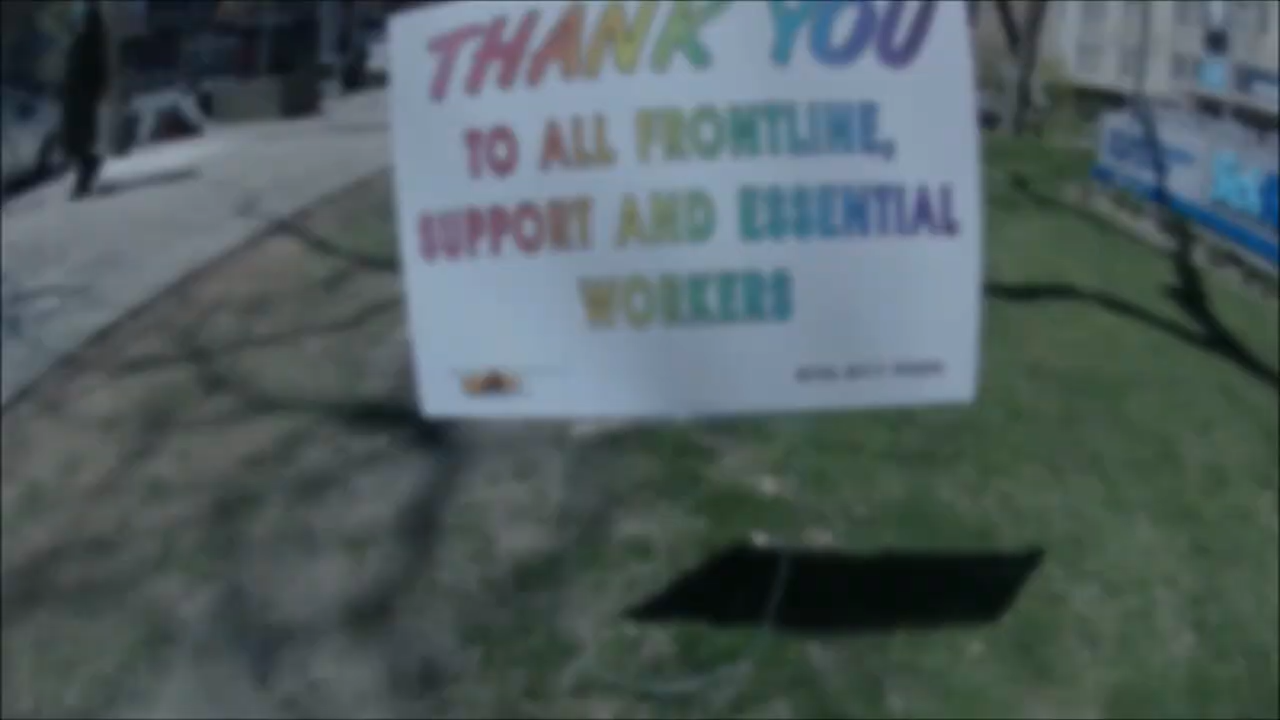 THANK YOU
TO ALL FRONTLINE,
SUPPORT AND ESSENTIAL
WORKERS